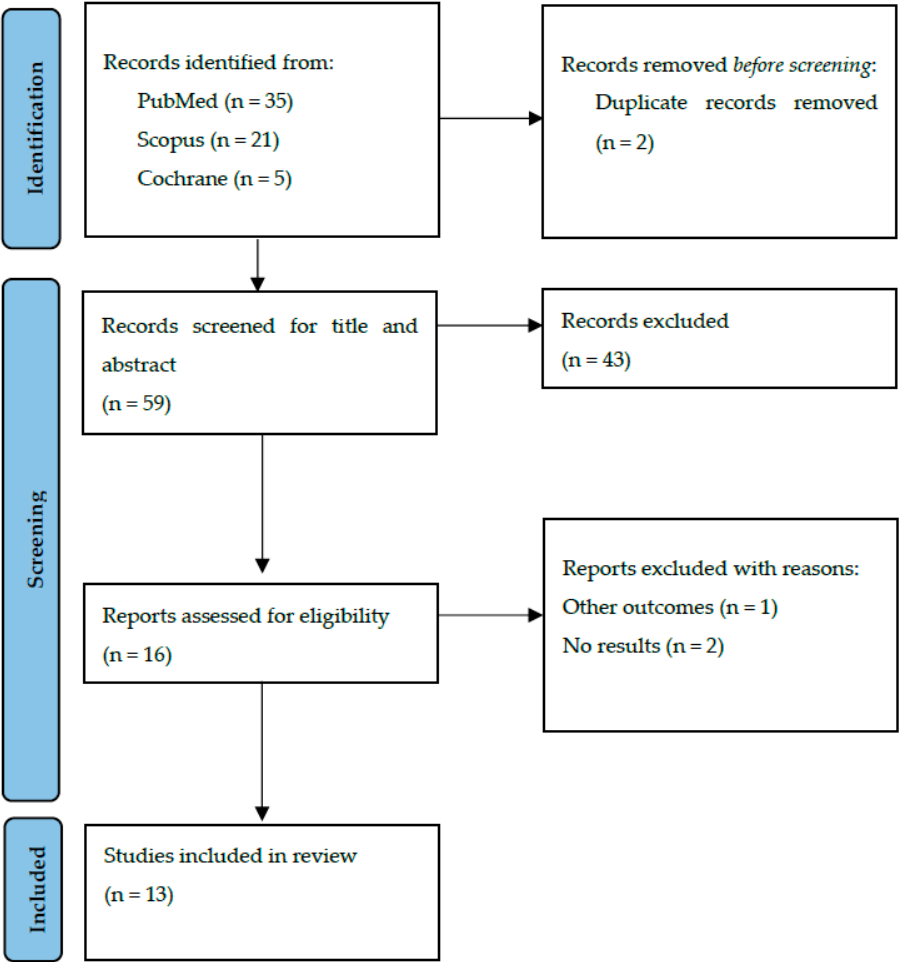 Identification
Records identified from:
PubMed (n = 35)
Scopus (n = 21)
Cochrane (n = 5)
Records removed before screening:
Duplicate records removed
(n = 2)
Screening
Records screened for title and
abstract
(n = 59)
Records excluded
(n = 43)
Reports assessed for eligibility
(n = 16)
Reports excluded with reasons:
Other outcomes (n = 1)
No results (n = 2)
Included
Studies included in review
(n = 13)